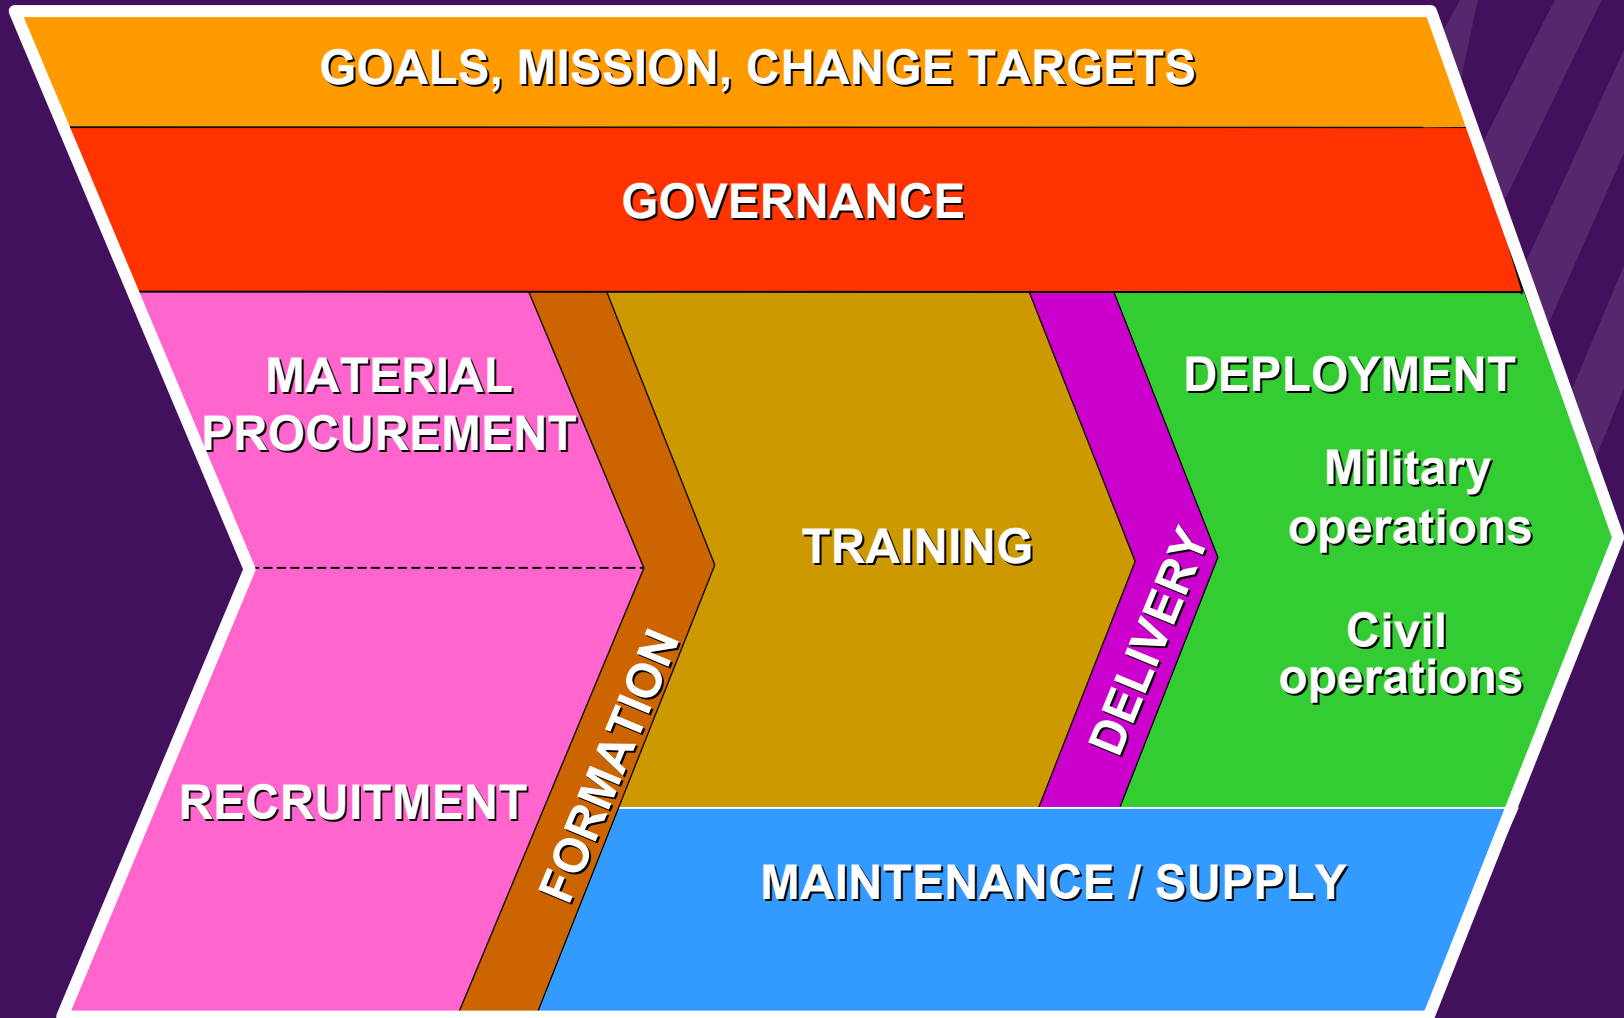 GOALS, MISSION, CHANGE TARGETS
GOVERNANCE
MATERIAL
PROCUREMENT
RECRUITMENT
FORMATION
TRAINING
DELIVERY
DEPLOYMENT
Military
operations
Civil
operations
MAINTENANCE / SUPPLY